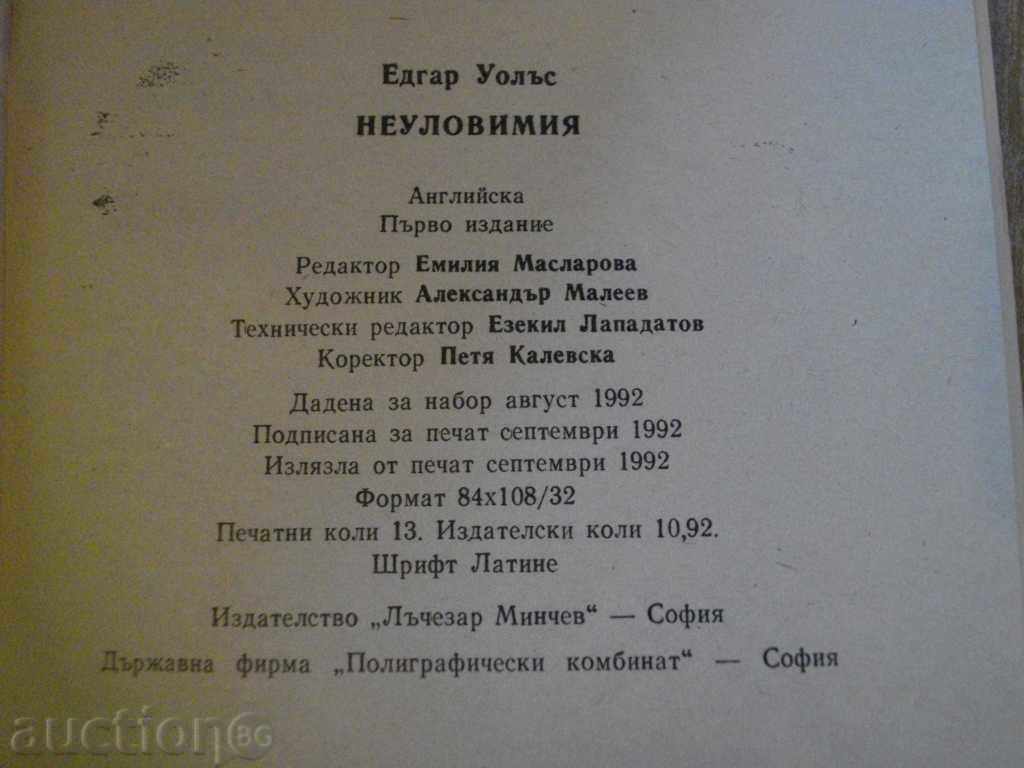 Едгар Уолъс
НЕУЛОВИМИЯ
Английска
Първо издание
Редактор Емилия Масларова
Художник Александър Малеев
Технически редактор Езекил Лападатов
Коректор Петя Калевска
Дадена за набор август 1992
Подписана за печат септември 1992
Излязла от печат септември 1992
Формат 84x108/32
Печатни коли 13. Издателски коли 10,92.
Шрифт Латине
Издателство „Лъчезар Минчев“ — София
Държавна фирма „Полиграфически комбинат“ — София
auction BG